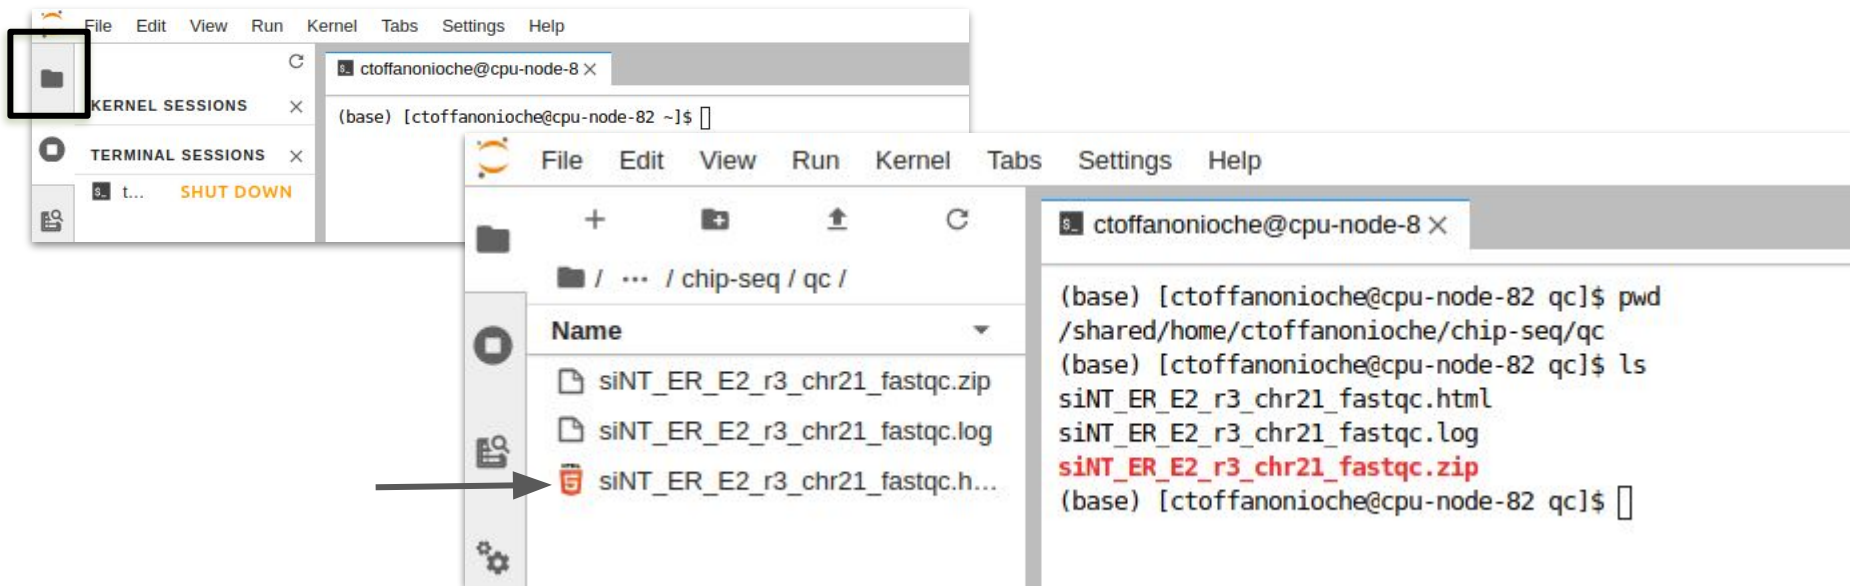 File Edit View Run Kernel Tabs Settings Help
ctoffanonioche@cpu-node-8
KERNEL SESSIONS
(base) [ctoffanonioche@cpu-node-82 ~]$
TERMINAL SESSIONS
t... SHUT DOWN
File Edit View Run Kernel Tabs Settings Help
ctoffanonioche@cpu-node-8
/ ··· / chip-seq / qc /
Name
siNT_ER_E2_r3_chr21_fastqc.zip
siNT_ER_E2_r3_chr21_fastqc.log
siNT_ER_E2_r3_chr21_fastqc.h...
(base) [ctoffanonioche@cpu-node-82 qc]$ pwd
/shared/home/ctoffanonioche/chip-seq/qc
(base) [ctoffanonioche@cpu-node-82 qc]$ ls
siNT_ER_E2_r3_chr21_fastqc.html
siNT_ER_E2_r3_chr21_fastqc.log
siNT_ER_E2_r3_chr21_fastqc.zip
(base) [ctoffanonioche@cpu-node-82 qc]$